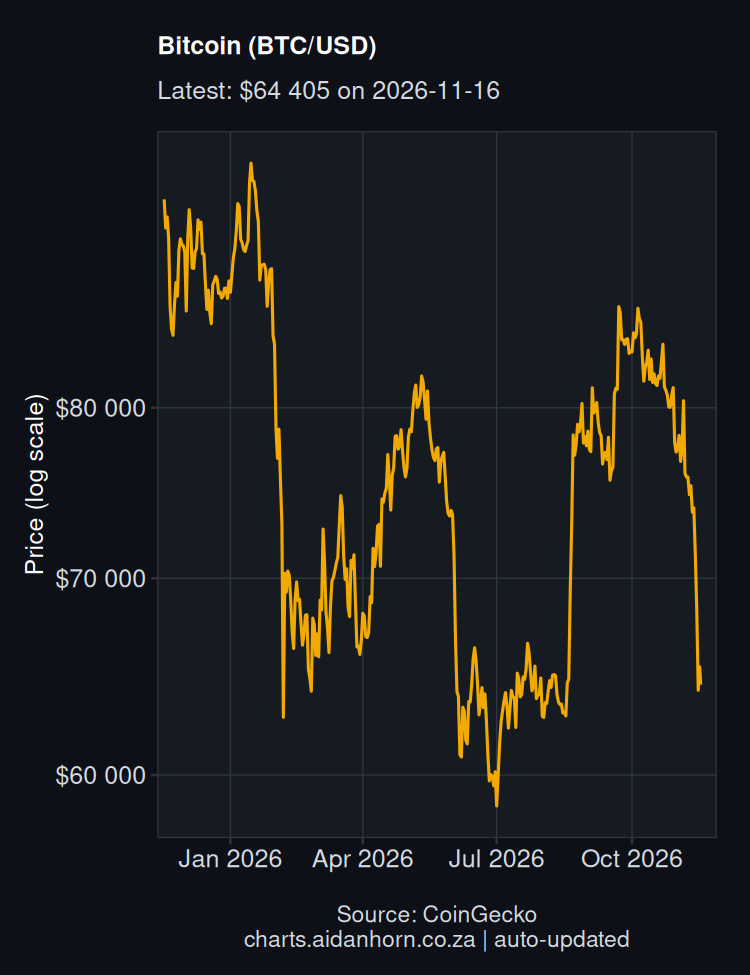 Bitcoin (BTC/USD)
Latest: $64 405 on 2026-11-16
Price (log scale)
$80 000
$70 000
$60 000
Jan 2026 Apr 2026 Jul 2026 Oct 2026
Source: CoinGecko
charts.aidanhorn.co.za | auto-updated